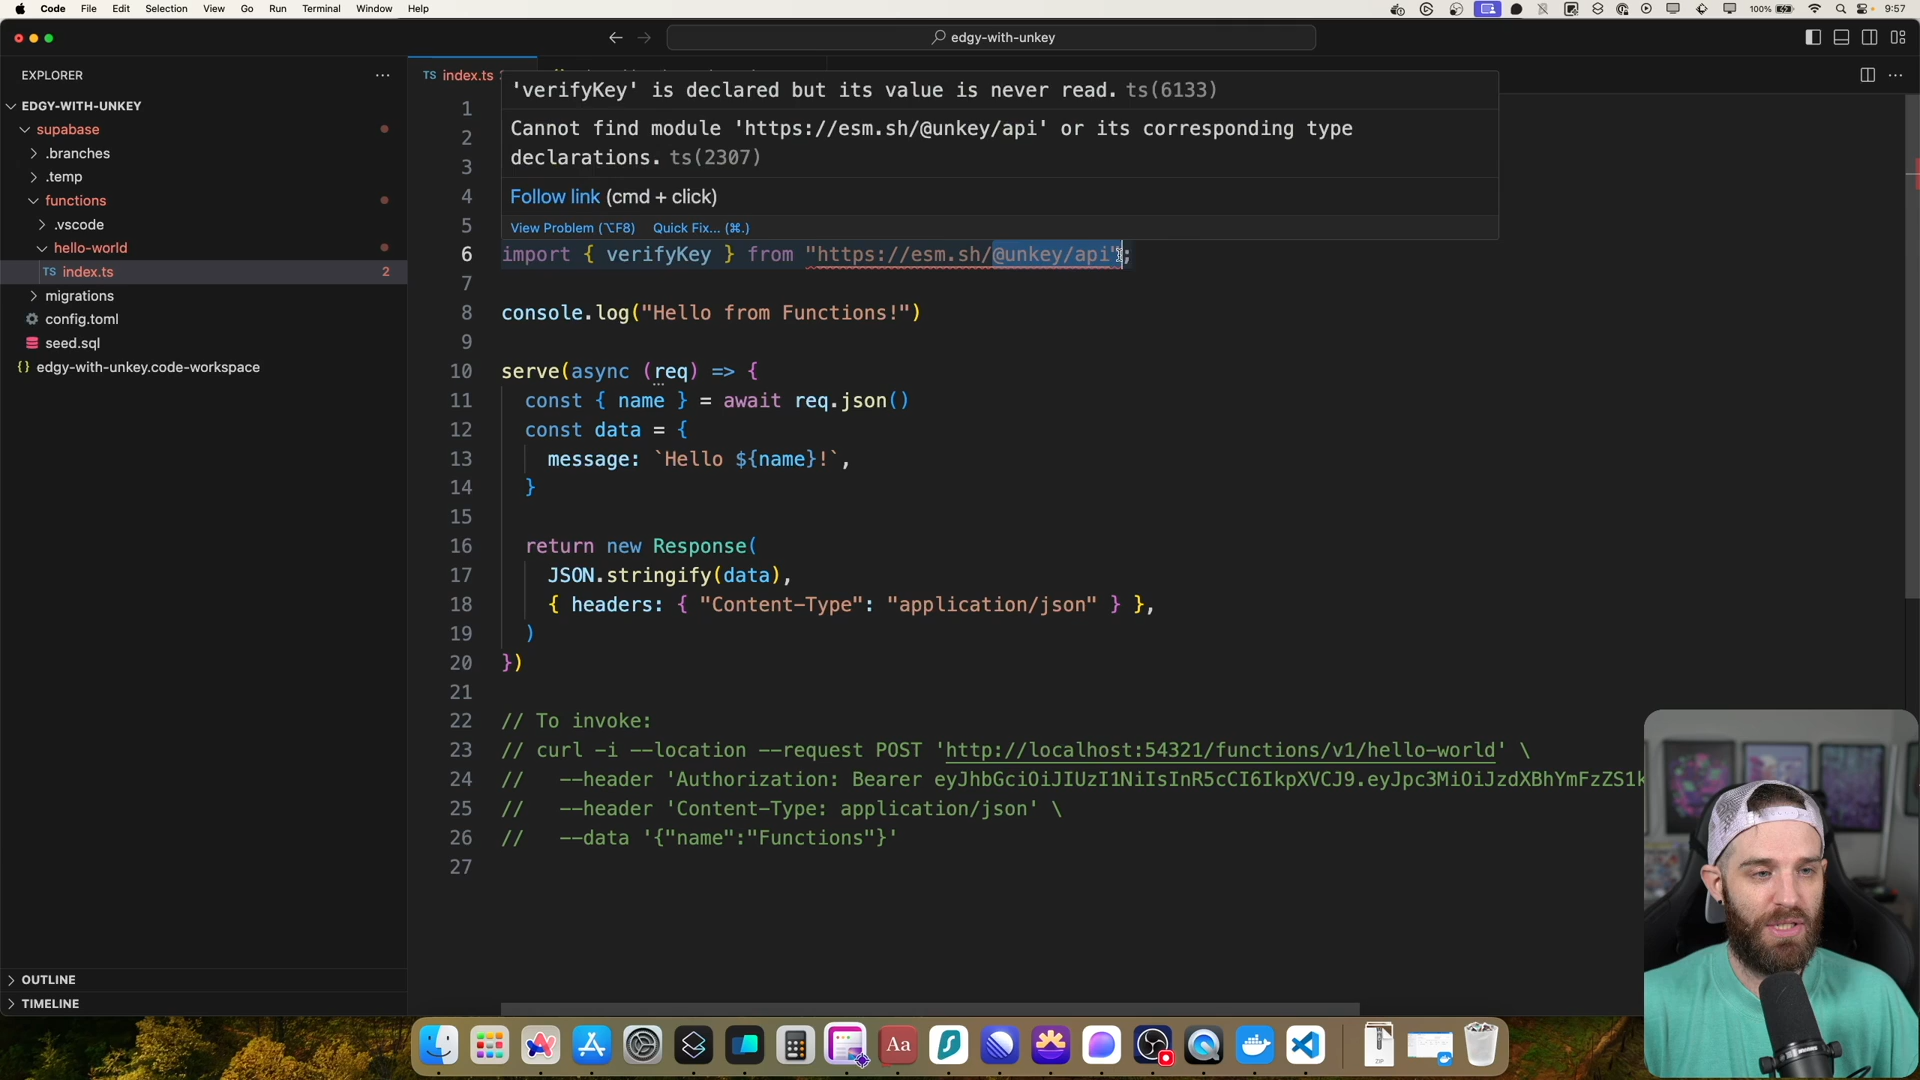 Code File Edit Selection View Go Run Terminal Window Help
100% 9:57
edgy-with-unkey
EXPLORER
EDGY-WITH-UNKEY
supabase
.branches
.temp
functions
.vscode
hello-world
TS index.ts 2
migrations
config.toml
seed.sql
{} edgy-with-unkey.code-workspace
OUTLINE
TIMELINE
TS index.ts
'verifyKey' is declared but its value is never read. ts(6133)
Cannot find module 'https://esm.sh/@unkey/api' or its corresponding type
declarations. ts(2307)
Follow link (cmd + click)
View Problem (⌥F8) Quick Fix... (⌘.)
1
2
3
4
5
6 import { verifyKey } from "https://esm.sh/@unkey/api";
7
8 console.log("Hello from Functions!")
9
10 serve(async (req) => {
11 const { name } = await req.json()
12 const data = {
13 message: `Hello ${name}!`,
14 }
15
16 return new Response(
17 JSON.stringify(data),
18 { headers: { "Content-Type": "application/json" } },
19 )
20 })
21
22 // To invoke:
23 // curl -i --location --request POST 'http://localhost:54321/functions/v1/hello-world' \
24 // --header 'Authorization: Bearer eyJhbGciOiJIUzI1NiIsInR5cCI6IkpXVCJ9.eyJpc3MiOiJzdXBhYmFzZS1k
25 // --header 'Content-Type: application/json' \
26 // --data '{"name":"Functions"}'
27
Aa
ZIP